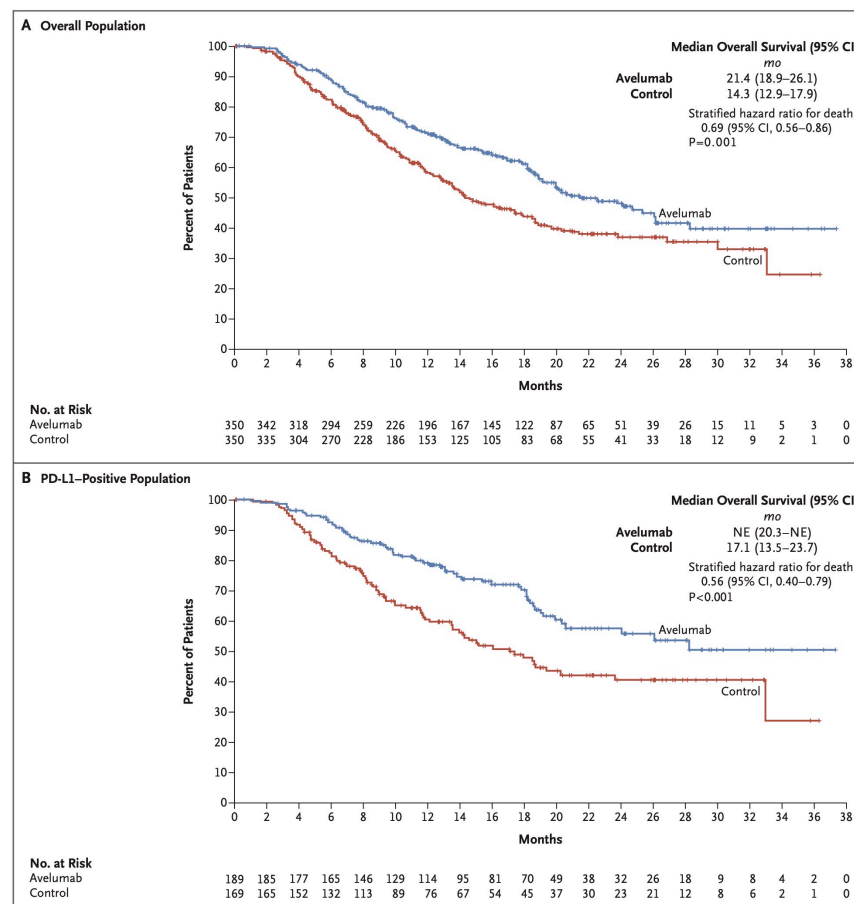 A Overall Population
Median Overall Survival (95% CI
mo
Avelumab 21.4 (18.9–26.1)
Control 14.3 (12.9–17.9)
Stratified hazard ratio for death
0.69 (95% CI, 0.56–0.86)
P=0.001
Percent of Patients
100
90
80
70
60
50
40
30
20
10
0
Avelumab
Control
0 2 4 6 8 10 12 14 16 18 20 22 24 26 28 30 32 34 36 38
Months
No. at Risk
Avelumab 350 342 318 294 259 226 196 167 145 122 87 65 51 39 26 15 11 5 3 0
Control 350 335 304 270 228 186 153 125 105 83 68 55 41 33 18 12 9 2 1 0
B PD-L1–Positive Population
Median Overall Survival (95% CI
mo
Avelumab NE (20.3–NE)
Control 17.1 (13.5–23.7)
Stratified hazard ratio for death
0.56 (95% CI, 0.40–0.79)
P<0.001
Percent of Patients
100
90
80
70
60
50
40
30
20
10
0
Avelumab
Control
0 2 4 6 8 10 12 14 16 18 20 22 24 26 28 30 32 34 36 38
Months
No. at Risk
Avelumab 189 185 177 165 146 129 114 95 81 70 49 38 32 26 18 9 8 4 2 0
Control 169 165 152 132 113 89 76 67 54 45 37 30 23 21 12 8 6 2 1 0